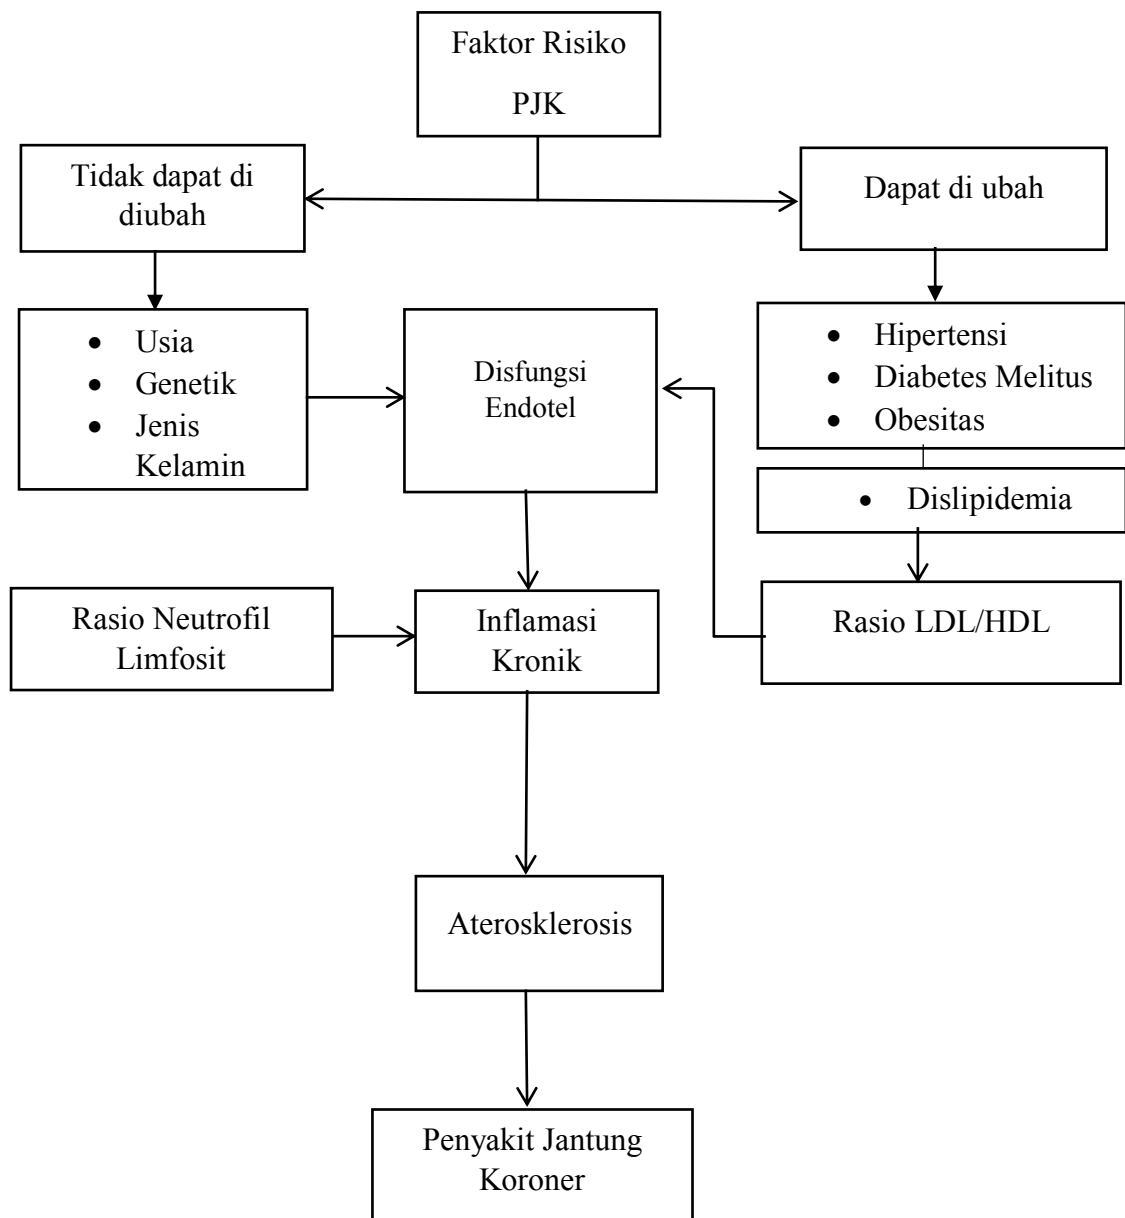 Faktor Risiko
PJK
Tidak dapat di
diubah
Dapat di ubah
• Usia
• Genetik
• Jenis
Kelamin
Disfungsi
Endotel
• Hipertensi
• Diabetes Melitus
• Obesitas
• Dislipidemia
Rasio Neutrofil
Limfosit
Inflamasi
Kronik
Rasio LDL/HDL
Aterosklerosis
Penyakit Jantung
Koroner